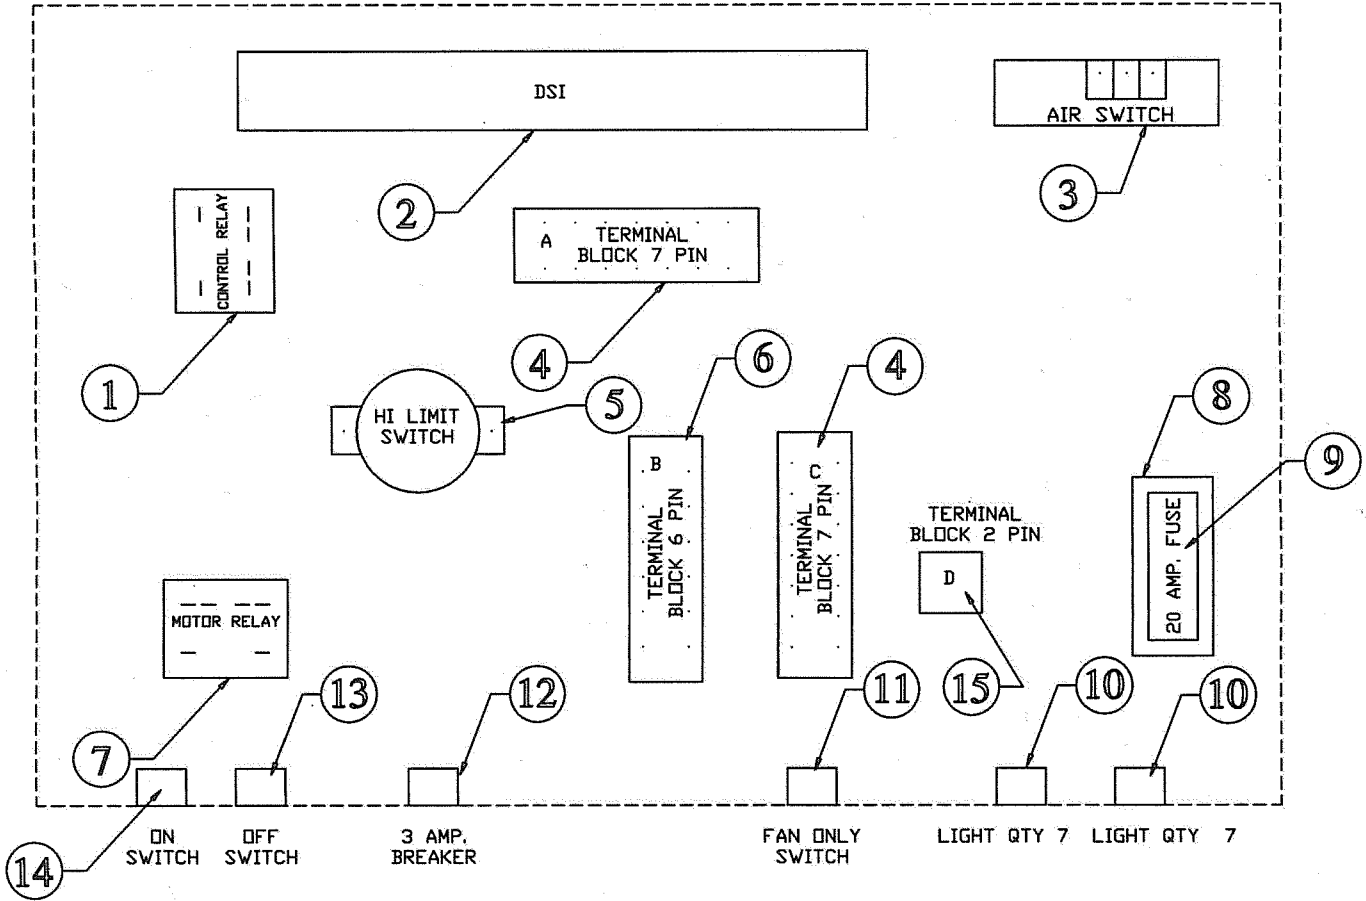 DSI
AIR SWITCH
2
3
CONTROL RELAY
A
TERMINAL
BLOCK 7 PIN
1
4
6
4
HI LIMIT
SWITCH
5
8
9
B
TERMINAL
BLOCK 6 PIN
C
TERMINAL
BLOCK 7 PIN
TERMINAL
BLOCK 2 PIN
D
20 AMP. FUSE
MOTOR RELAY
13
12
11
15
10
10
7
14
ON
SWITCH
OFF
SWITCH
3 AMP.
BREAKER
FAN ONLY
SWITCH
LIGHT QTY 7
LIGHT QTY 7